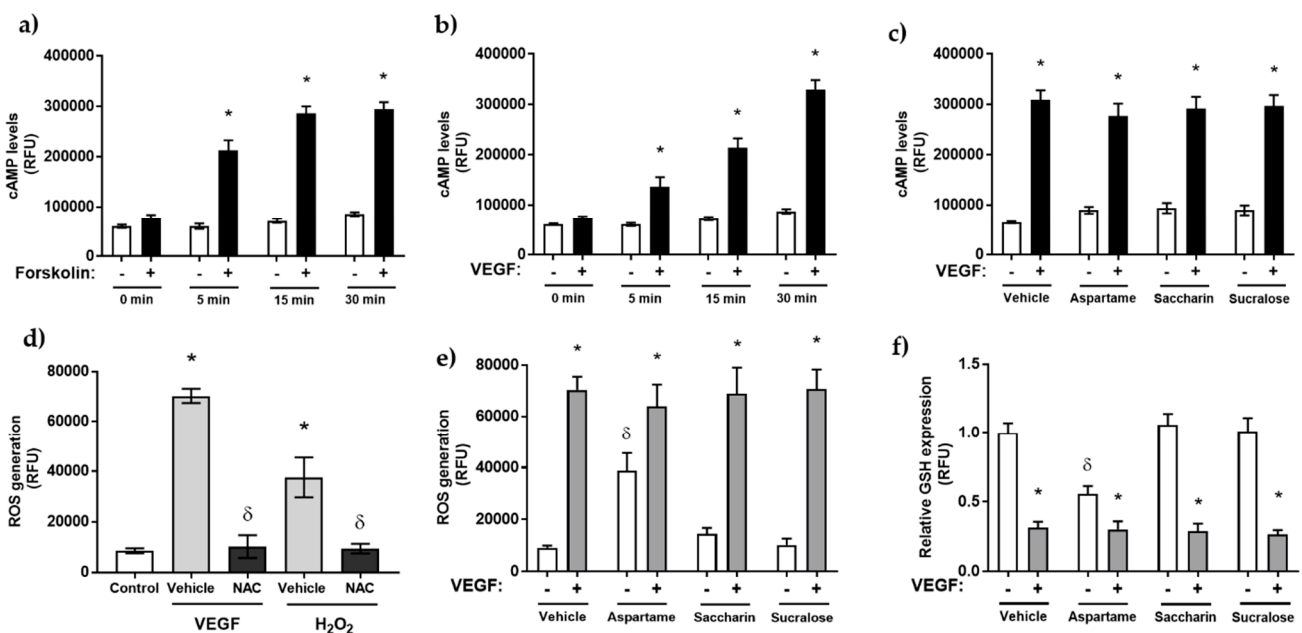 a)
cAMP levels
(RFU)
400000
300000
200000
100000
0
*
*
*
Forskolin: - + - + - + - +
0 min 5 min 15 min 30 min
b)
cAMP levels
(RFU)
400000
300000
200000
100000
0
*
*
*
VEGF: - + - + - + - +
0 min 5 min 15 min 30 min
c)
cAMP levels
(RFU)
400000
300000
200000
100000
0
* * * *
VEGF: - + - + - + - +
Vehicle Aspartame Saccharin Sucralose
d)
ROS generation
(RFU)
80000
60000
40000
20000
0
*
*
δ δ
Control Vehicle NAC Vehicle NAC
VEGF H₂O₂
e)
ROS generation
(RFU)
80000
60000
40000
20000
0
* * * *
δ
VEGF: - + - + - + - +
Vehicle Aspartame Saccharin Sucralose
f)
Relative GSH expression
(RFU)
1.5
1.0
0.5
0.0
δ
* * * *
VEGF: - + - + - + - +
Vehicle Aspartame Saccharin Sucralose